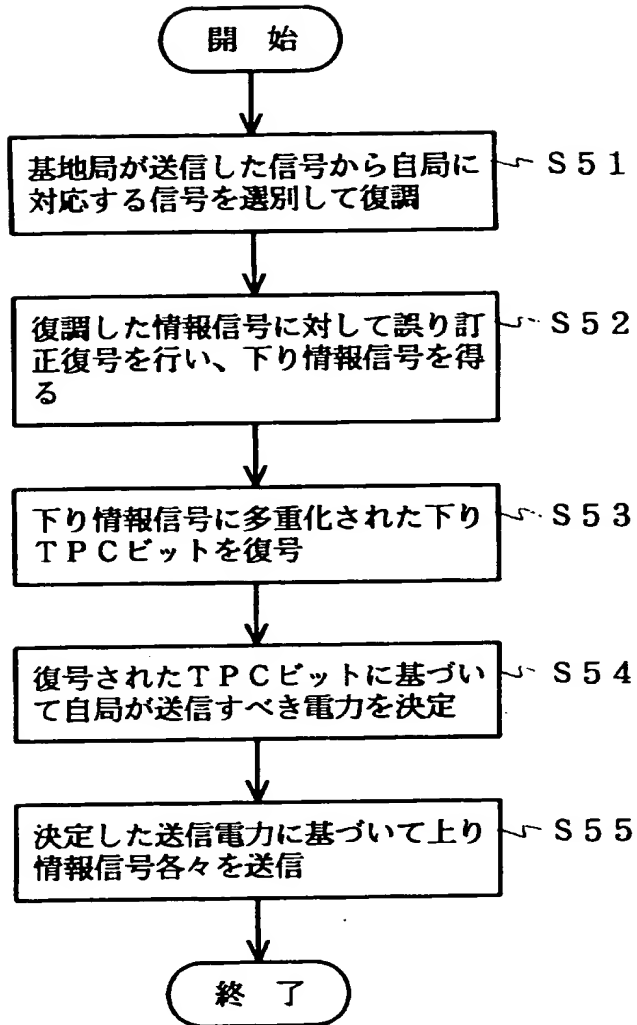 開 始
基地局が送信した信号から自局に
対応する信号を選別して復調
S51
復調した情報信号に対して誤り訂
正復号を行い、下り情報信号を得
る
S52
下り情報信号に多重化された下り
TPCビットを復号
S53
復号されたTPCビットに基づい
て自局が送信すべき電力を決定
S54
決定した送信電力に基づいて上り
情報信号各々を送信
S55
終 了